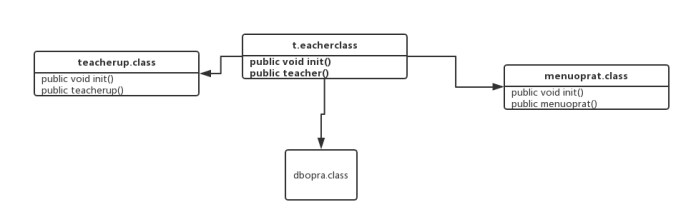 t.eacherclass
public void init()
public teacher()
teacherup.class
public void init()
public teacherup()
menuoprat.class
public void init()
public menuoprat()
dbopra.class